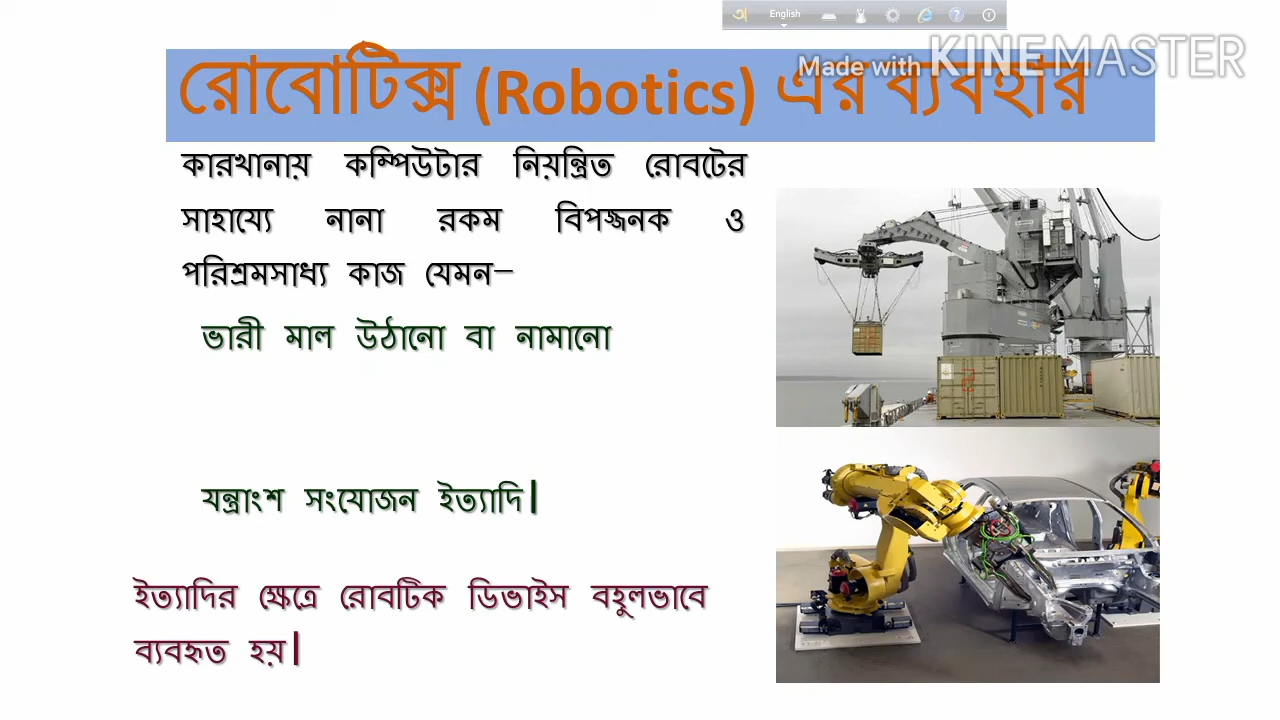 English
Made with KINEMASTER
রোবোটিক্স (Robotics) এর ব্যবহার
কারখানায় কম্পিউটার নিয়ন্ত্রিত রোবটের
সাহায্যে নানা রকম বিপজ্জনক ও
পরিশ্রমসাধ্য কাজ যেমন–
ভারী মাল উঠানো বা নামানো
যন্ত্রাংশ সংযোজন ইত্যাদি|
ইত্যাদির ক্ষেত্রে রোবটিক ডিভাইস বহুলভাবে
ব্যবহৃত হয়|